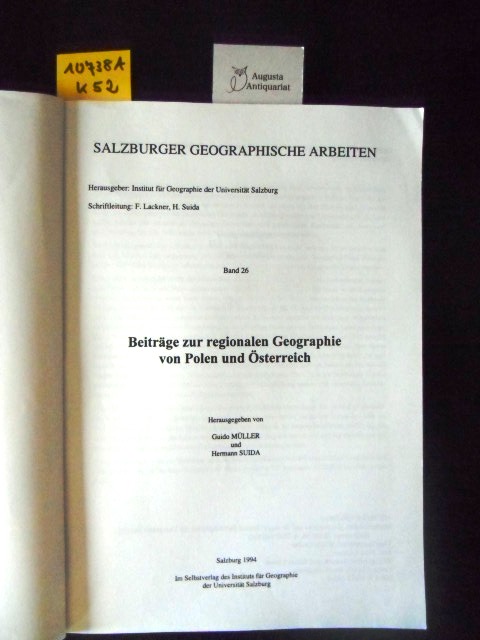 10738A
K52
Augusta
Antiquariat
SALZBURGER GEOGRAPHISCHE ARBEITEN
Herausgeber: Institut für Geographie der Universität Salzburg
Schriftleitung: F. Lackner, H. Suida
Band 26
Beiträge zur regionalen Geographie
von Polen und Österreich
Herausgegeben von
Guido MÜLLER
und
Hermann SUIDA
Salzburg 1994
Im Selbstverlag des Instituts für Geographie
der Universität Salzburg